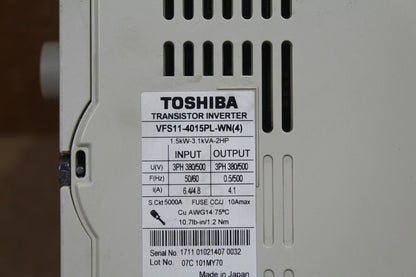 TOSHIBA
TRANSISTOR INVERTER
VFS11-4015PL-WN(4)
1.5kW-3.1kVA-2HP
INPUT OUTPUT
U(V) 3PH 380/500 3PH 380/500
F(Hz) 50/60 0.5/500
I(A) 6.4/4.8 4.1
S.Ckt 5000A FUSE CC/J 10Amax
Cu AWG14:75°C
10.7lb-in/1.2 Nm
Serial No. 1711 01021407 0032
Lot No. 07C 101MY70
Made in Japan